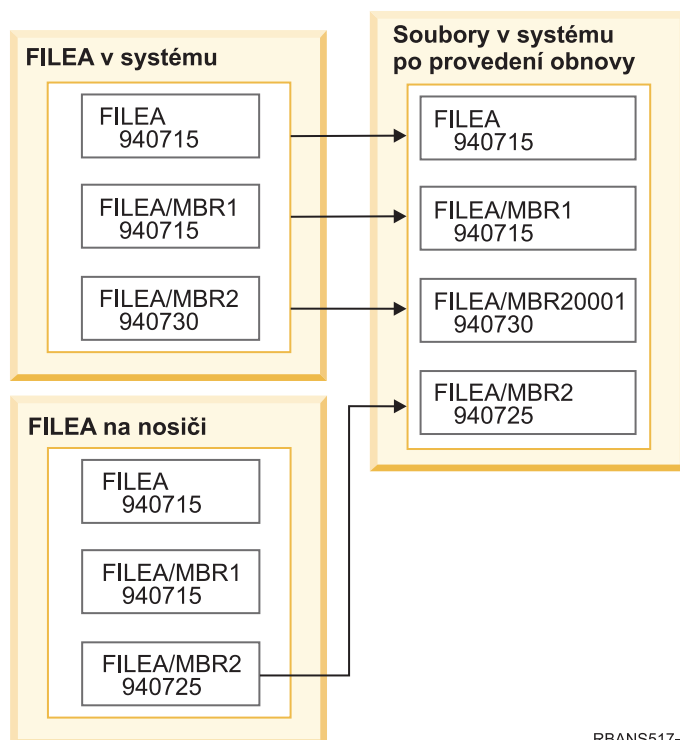 FILEA v systému
FILEA
940715
FILEA/MBR1
940715
FILEA/MBR2
940730
Soubory v systému
po provedení obnovy
FILEA
940715
FILEA/MBR1
940715
FILEA/MBR20001
940730
FILEA/MBR2
940725
FILEA na nosiči
FILEA
940715
FILEA/MBR1
940715
FILEA/MBR2
940725
RBANS517-